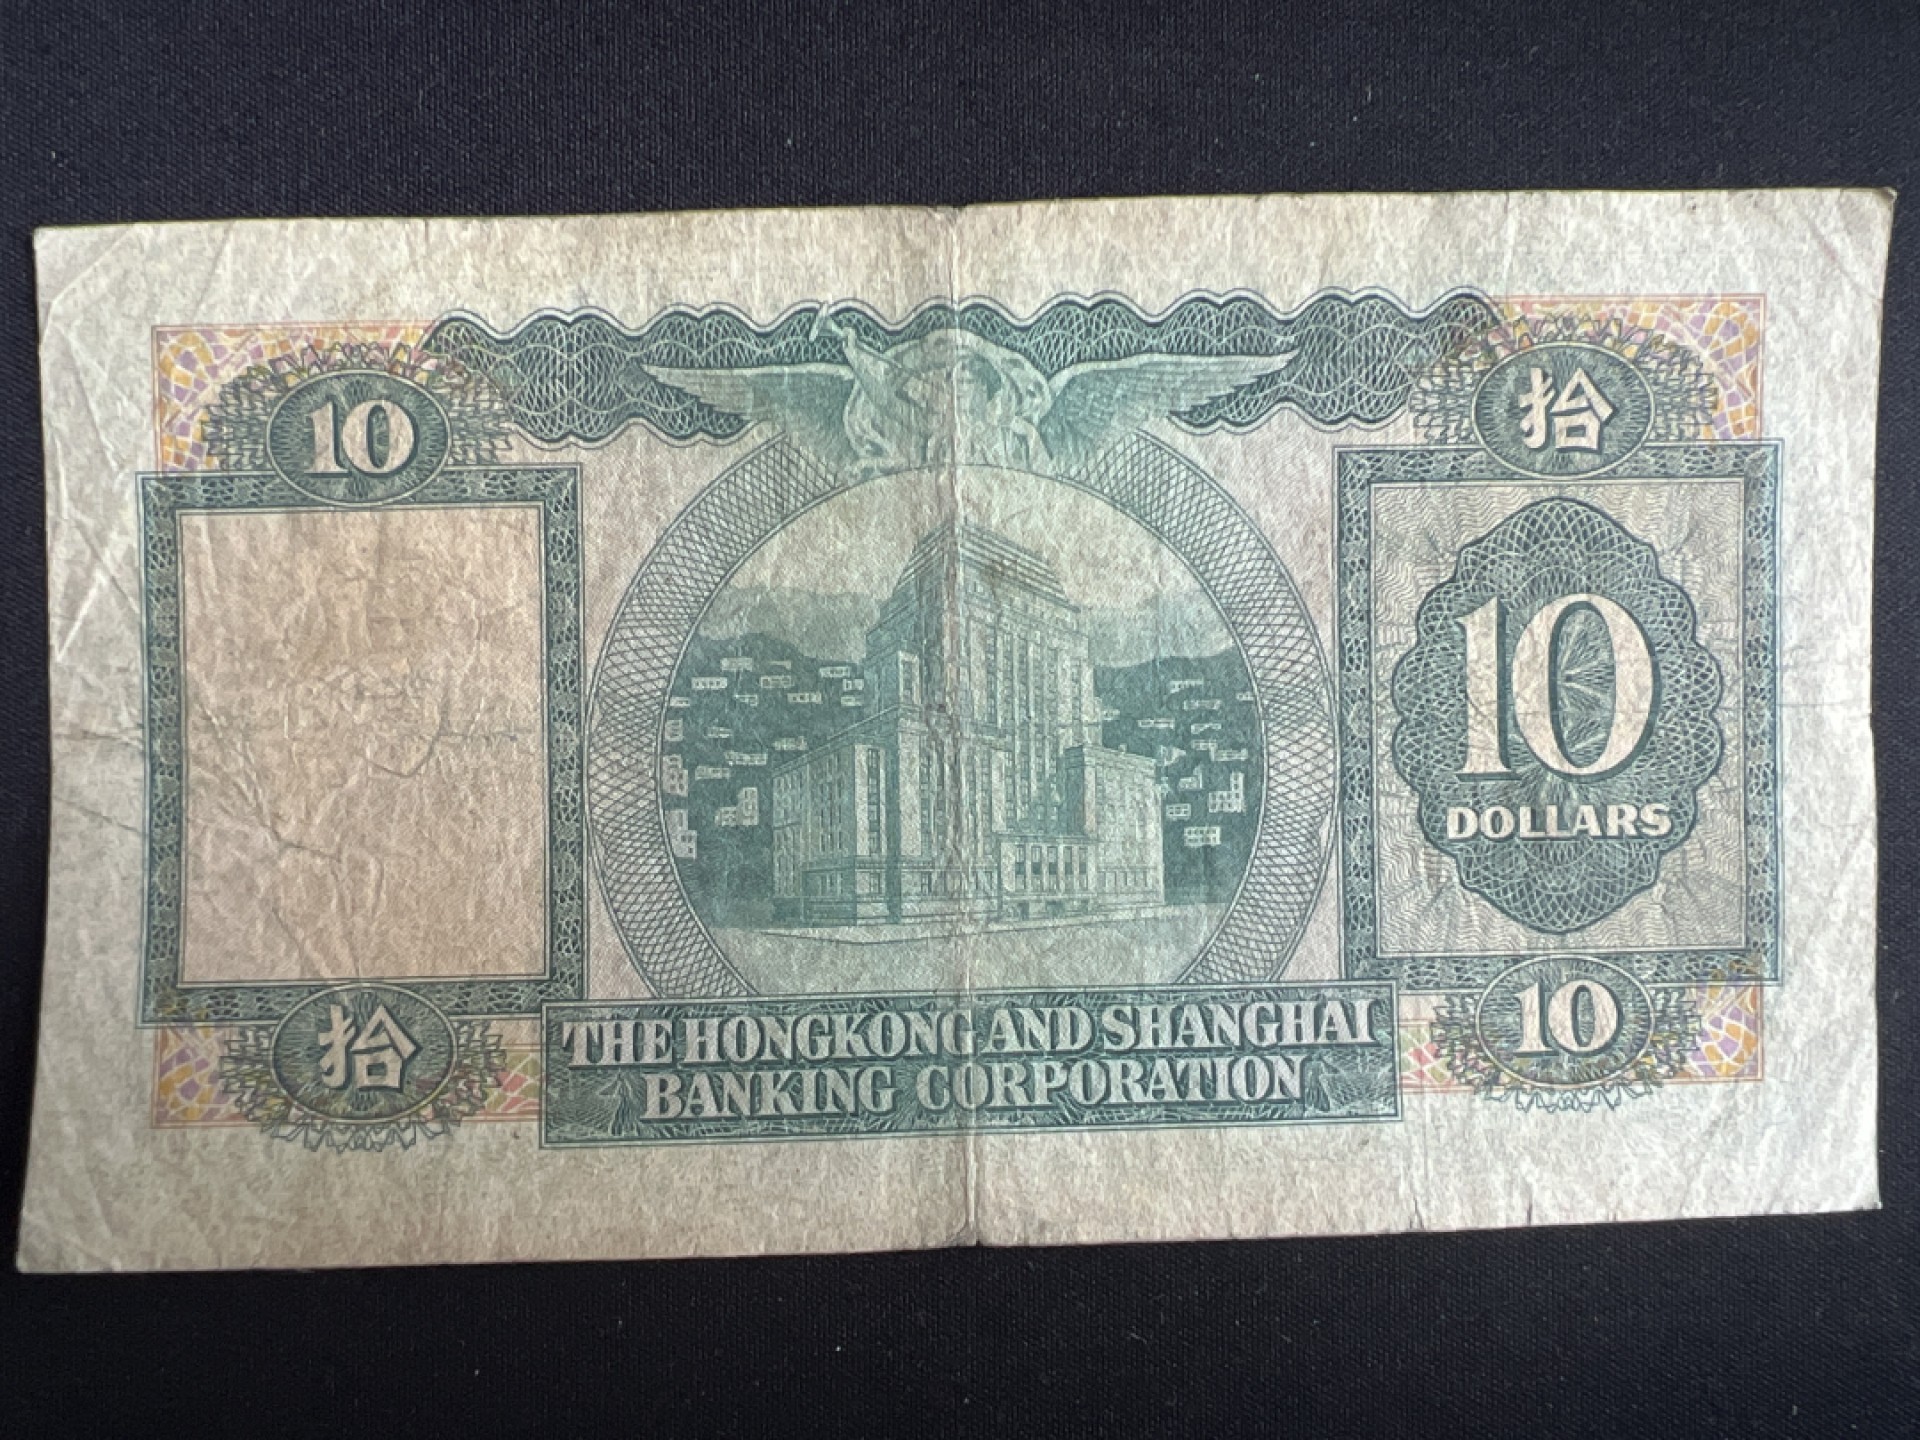 10
拾
10
DOLLARS
拾
10
THE HONGKONG AND SHANGHAI
BANKING CORPORATION